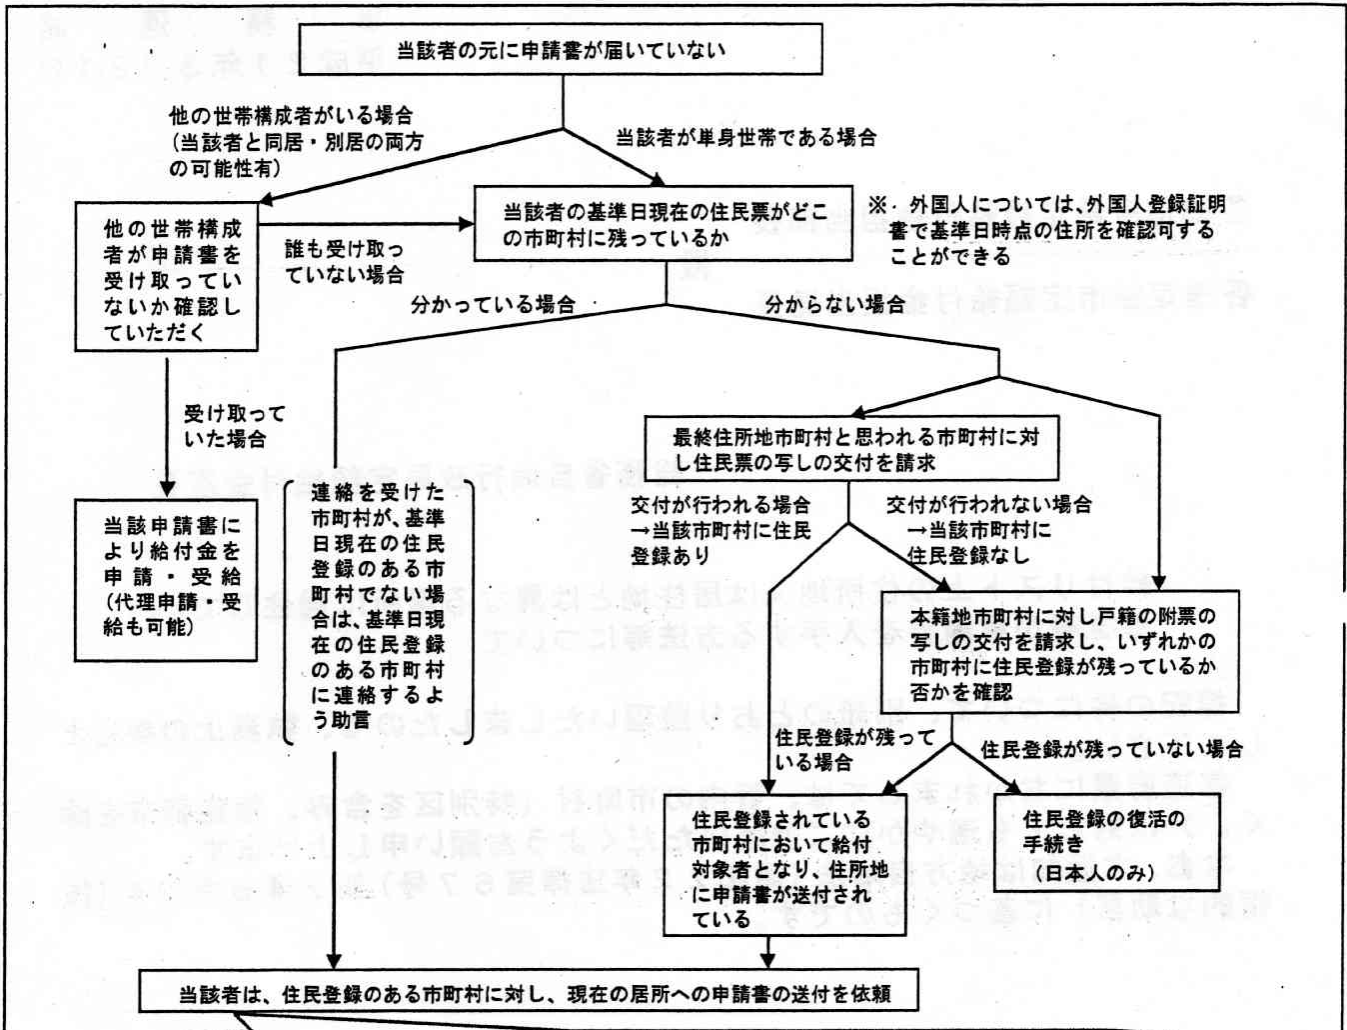 当該者の元に申請書が届いていない
他の世帯構成者がいる場合
(当該者と同居・別居の両方
の可能性有)
当該者が単身世帯である場合
他の世帯構成
者が申請書を
受け取ってい
ないか確認し
ていただく
誰も受け取っ
ていない場合
当該者の基準日現在の住民票がどこ
の市町村に残っているか
※・外国人については、外国人登録証明
書で基準日時点の住所を確認可する
ことができる
分かっている場合
分からない場合
受け取って
いた場合
最終住所地市町村と思われる市町村に対
し住民票の写しの交付を請求
当該申請書に
より給付金を
申請・受給
(代理申請・受
給も可能)
連絡を受けた
市町村が、基準
日現在の住民
登録のある市
町村でない場
合は、基準日現
在の住民登録
のある市町村
に連絡するよ
う助言
交付が行われる場合
→当該市町村に住民
登録あり
交付が行われない場合
→当該市町村に
住民登録なし
本籍地市町村に対し戸籍の附票の
写しの交付を請求し、いずれかの
市町村に住民登録が残っているか
否かを確認
住民登録が残って
いる場合
住民登録が残っていない場合
住民登録されている
市町村において給付
対象者となり、住所地
に申請書が送付され
ている
住民登録の復活の
手続き
(日本人のみ)
当該者は、住民登録のある市町村に対し、現在の居所への申請書の送付を依頼